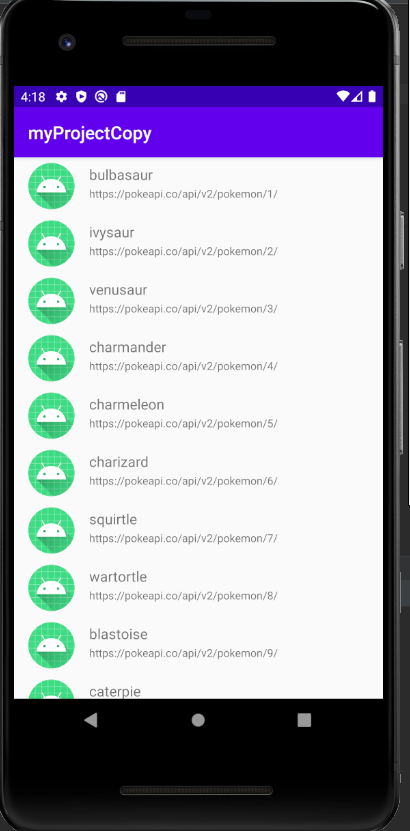 4:18
myProjectCopy
bulbasaur
https://pokeapi.co/api/v2/pokemon/1/
ivysaur
https://pokeapi.co/api/v2/pokemon/2/
venusaur
https://pokeapi.co/api/v2/pokemon/3/
charmander
https://pokeapi.co/api/v2/pokemon/4/
charmeleon
https://pokeapi.co/api/v2/pokemon/5/
charizard
https://pokeapi.co/api/v2/pokemon/6/
squirtle
https://pokeapi.co/api/v2/pokemon/7/
wartortle
https://pokeapi.co/api/v2/pokemon/8/
blastoise
https://pokeapi.co/api/v2/pokemon/9/
caterpie